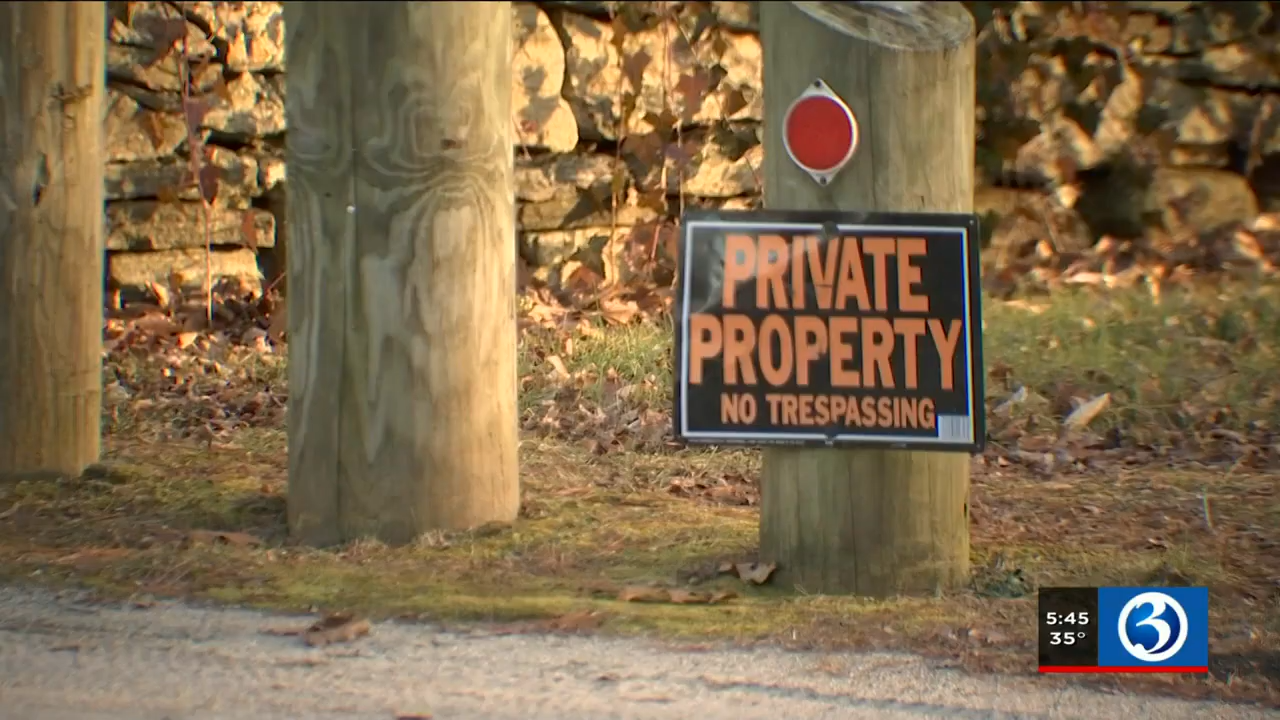 PRIVATE
PROPERTY
NO TRESPASSING
5:45
35°
3